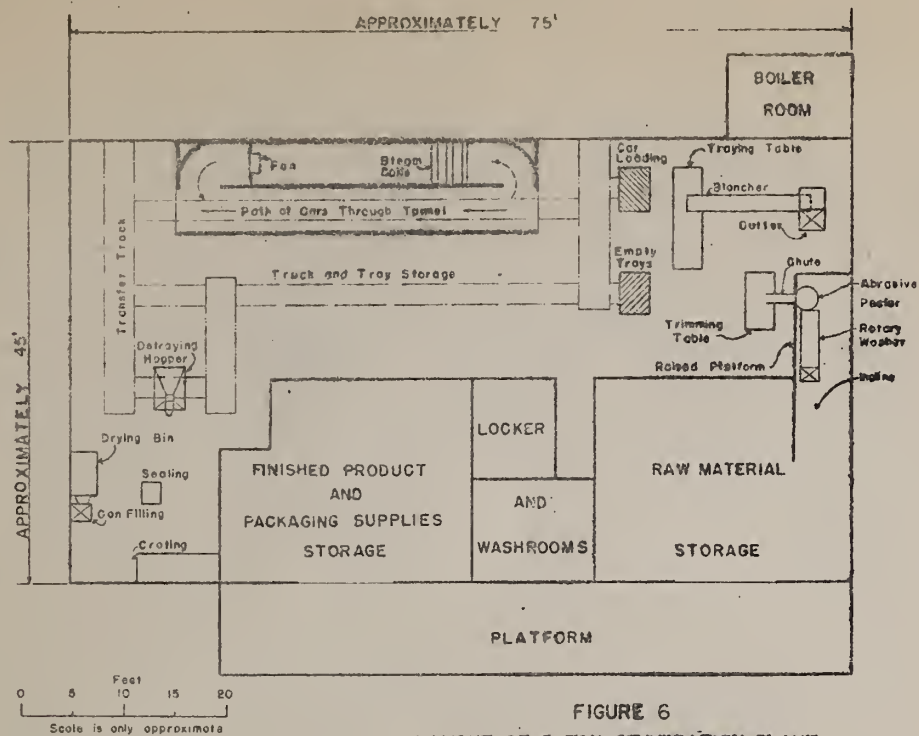 APPROXIMATELY 75'
BOILER
ROOM
Fan
Steam
Coils
Car
Loading
Traying Table
Blancher
Cutter
Path of Cars Through Tunnel
Transfer Track
Truck and Tray Storage
Empty
Trays
Chute
Abrasive
Peeler
Trimming
Table
Rotary
Washer
Raised Platform
Incline
Detraying
Hopper
APPROXIMATELY 45'
Drying Bin
Sealing
Can Filling
Crating
FINISHED PRODUCT
AND
PACKAGING SUPPLIES
STORAGE
LOCKER
AND
WASHROOMS
RAW MATERIAL
STORAGE
PLATFORM
Feet
0 5 10 15 20
Scale is only approximate
FIGURE 6